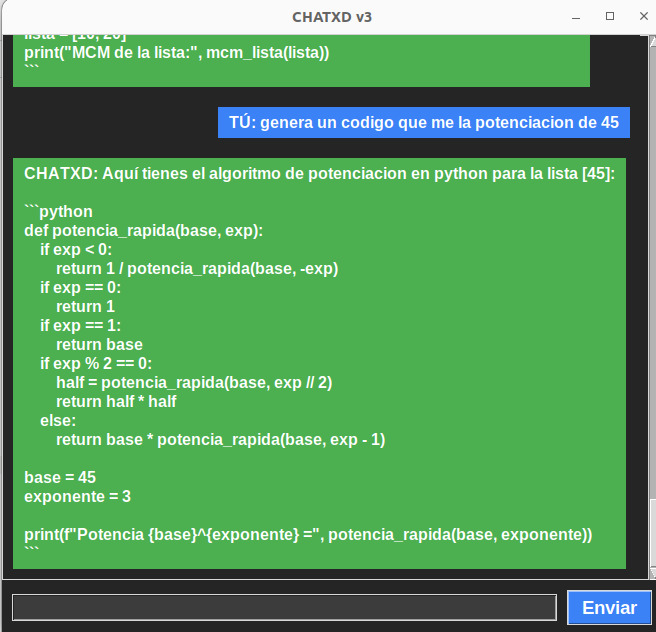 CHATXD v3
lista = [10, 20]
print("MCM de la lista:", mcm_lista(lista))
```
TÚ: genera un codigo que me la potenciacion de 45
CHATXD: Aquí tienes el algoritmo de potenciacion en python para la lista [45]:
```python
def potencia_rapida(base, exp):
    if exp < 0:
        return 1 / potencia_rapida(base, -exp)
    if exp == 0:
        return 1
    if exp == 1:
        return base
    if exp % 2 == 0:
        half = potencia_rapida(base, exp // 2)
        return half * half
    else:
        return base * potencia_rapida(base, exp - 1)
base = 45
exponente = 3
print(f"Potencia {base}^{exponente} =", potencia_rapida(base, exponente))
```
Enviar